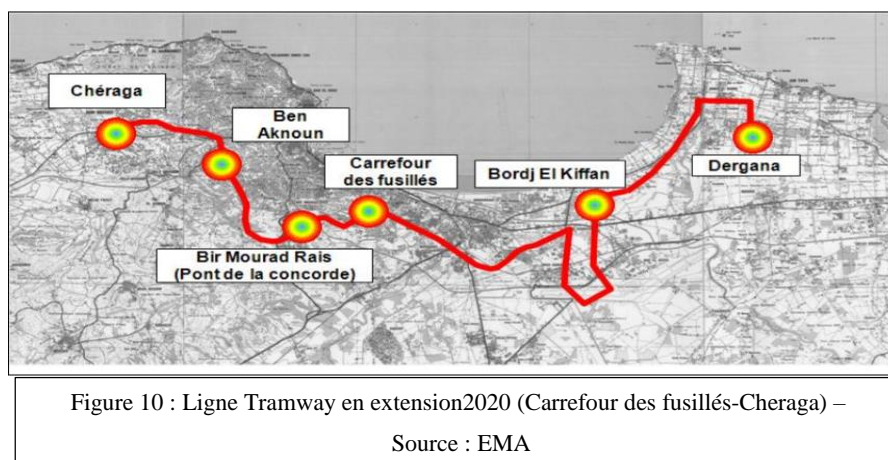 Chéraga
Ben
Aknoun
Carrefour
des fusillés
Bordj El Kiffan
Dergana
Bir Mourad Rais
(Pont de la concorde)
Figure 10 : Ligne Tramway en extension2020 (Carrefour des fusillés-Cheraga) –
Source : EMA